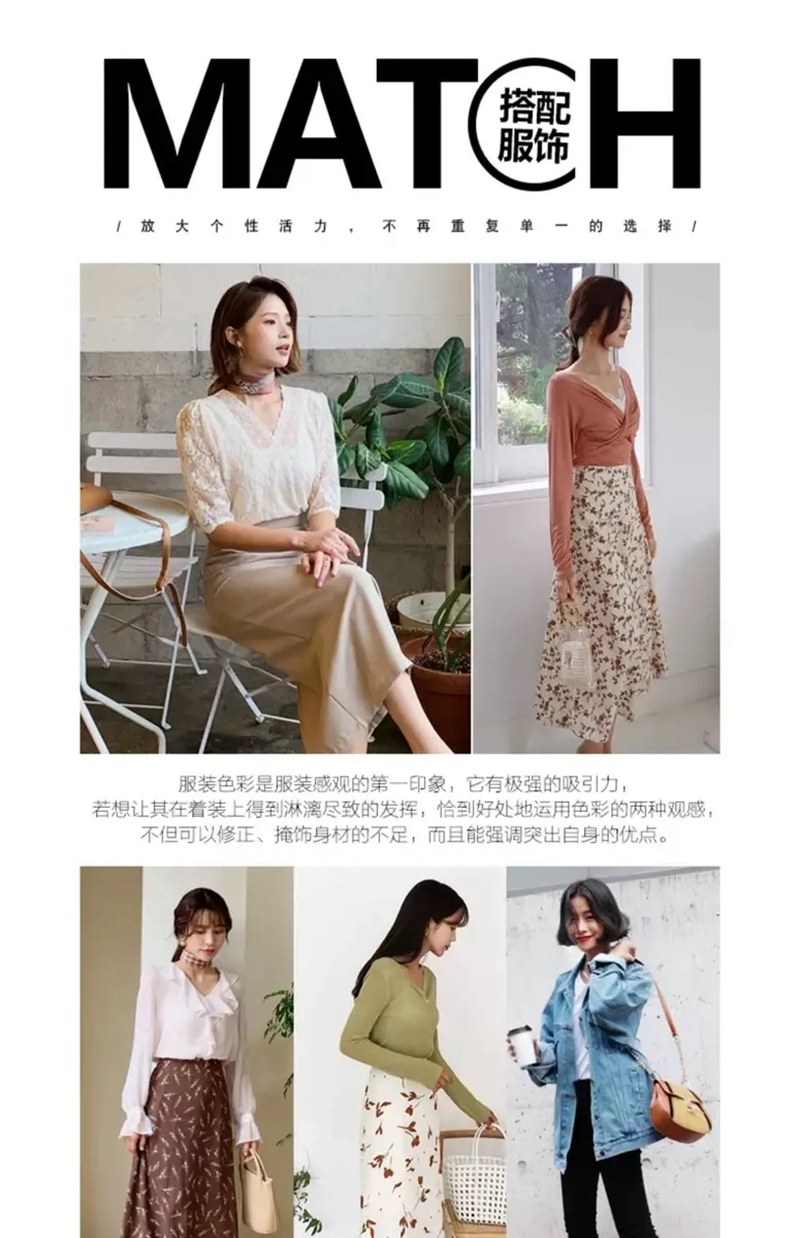 MATCH
搭配
服饰
/ 放大个性活力，不再重复单一的选择 /
服装色彩是服装感观的第一印象，它有极强的吸引力，
若想让其在着装上得到淋漓尽致的发挥，恰到好处地运用色彩的两种观感，
不但可以修正、掩饰身材的不足，而且能强调突出自身的优点。